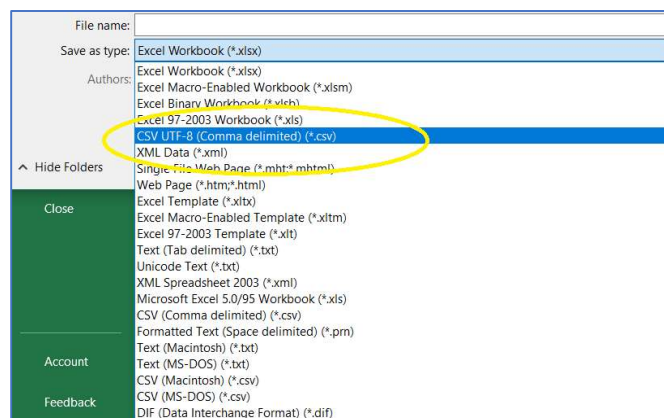 File name:
Save as type: Excel Workbook (*.xlsx)
Excel Workbook (*.xlsx)
Authors: Excel Macro-Enabled Workbook (*.xlsm)
Excel Binary Workbook (*.xlsb)
Excel 97-2003 Workbook (*.xls)
CSV UTF-8 (Comma delimited) (*.csv)
XML Data (*.xml)
Hide Folders Single File Web Page (*.mht;*.mhtml)
Web Page (*.htm;*.html)
Close Excel Template (*.xltx)
Excel Macro-Enabled Template (*.xltm)
Excel 97-2003 Template (*.xlt)
Text (Tab delimited) (*.txt)
Unicode Text (*.txt)
XML Spreadsheet 2003 (*.xml)
Microsoft Excel 5.0/95 Workbook (*.xls)
CSV (Comma delimited) (*.csv)
Formatted Text (Space delimited) (*.prn)
Text (Macintosh) (*.txt)
Account Text (MS-DOS) (*.txt)
CSV (Macintosh) (*.csv)
CSV (MS-DOS) (*.csv)
Feedback DIF (Data Interchange Format) (*.dif)